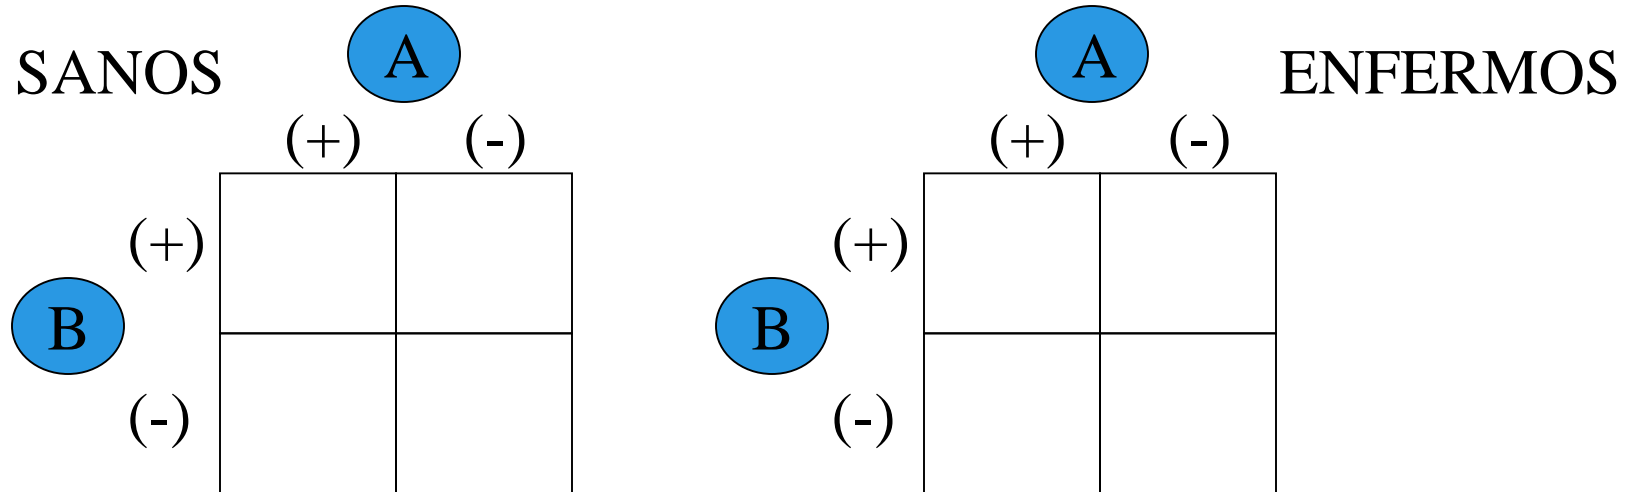 SANOS A A ENFERMOS
(+) (-) (+) (-)
(+) (+)
B B
(-) (-)